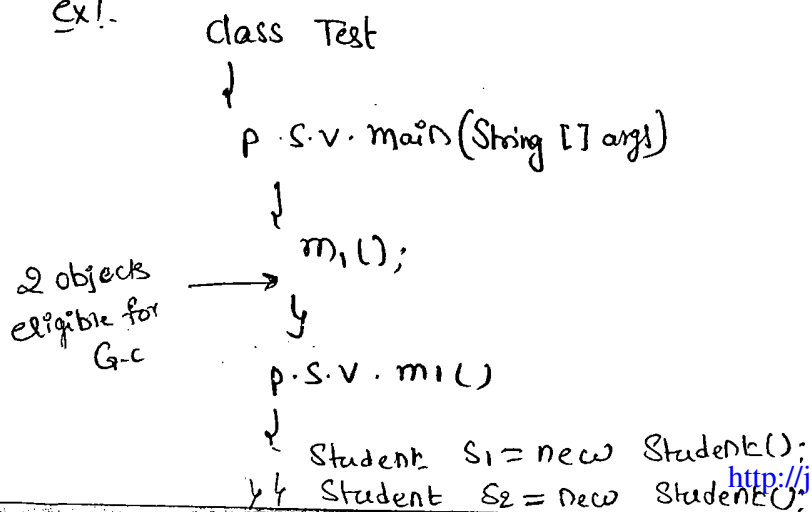 ex!-
Class Test
{
p.s.v. main(String [] args)
{
m1();
2 objects
eligible for
G-C
}
p.s.v. m1()
{
Student S1 = new Student();
}} Student S2 = new Student();
http://j